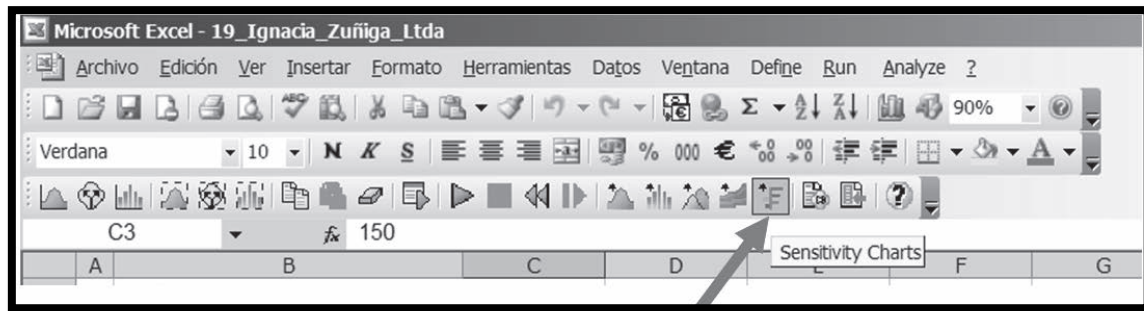 Microsoft Excel - 19_Ignacia_Zuñiga_Ltda
Archivo Edición Ver Insertar Formato Herramientas Datos Ventana Define Run Analyze ?
Σ A Z Z A 90%
Verdana 10 N K S % 000 €
C3 fx 150
Sensitivity Charts
A B C D E F G